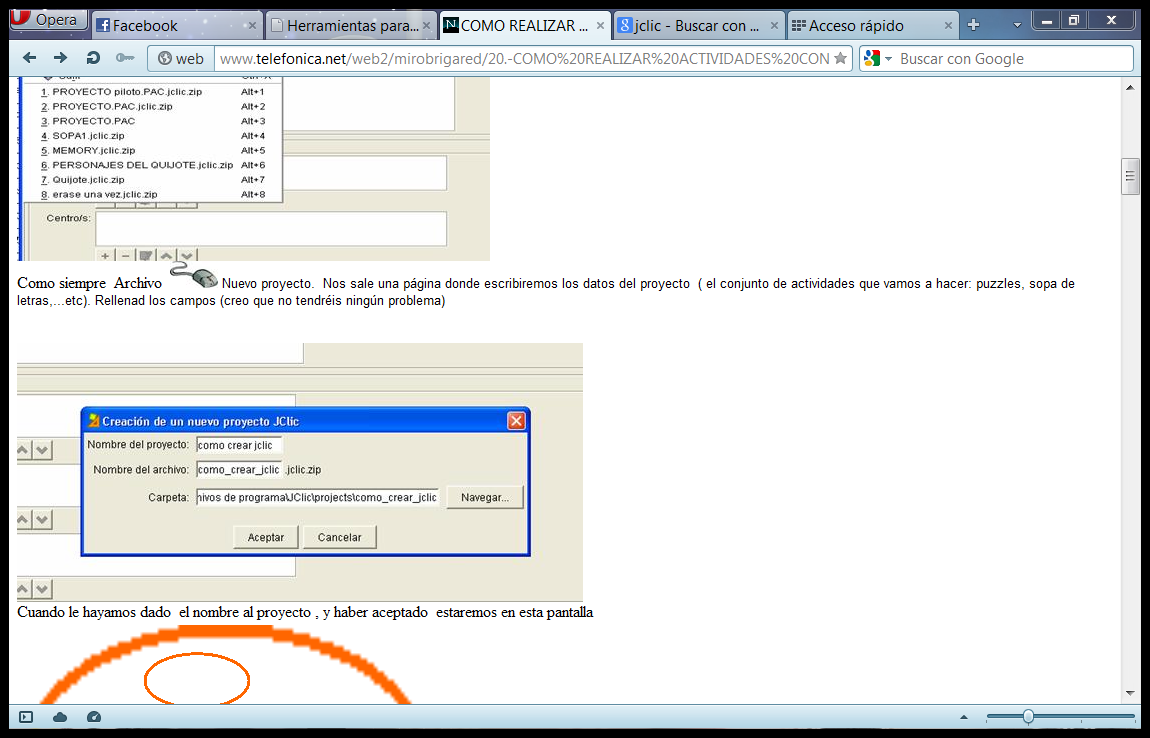 Opera
Facebook
Herramientas para...
COMO REALIZAR ...
jclic - Buscar con ...
Acceso rápido
web
www.telefonica.net/web2/mirobrigared/20.-COMO%20REALIZAR%20ACTIVIDADES%20CON
Buscar con Google
1. PROYECTO piloto.PAC.jclic.zip Alt+1
2. PROYECTO.PAC.jclic.zip Alt+2
3. PROYECTO.PAC Alt+3
4. SOPA1.jclic.zip Alt+4
5. MEMORY.jclic.zip Alt+5
6. PERSONAJES DEL QUIJOTE.jclic.zip Alt+6
7. Quijote.jclic.zip Alt+7
8. erase una vez.jclic.zip Alt+8
Centro/s:
Como siempre Archivo Nuevo proyecto. Nos sale una página donde escribiremos los datos del proyecto ( el conjunto de actividades que vamos a hacer: puzzles, sopa de
letras,...etc). Rellenad los campos (creo que no tendréis ningún problema)
Creación de un nuevo proyecto JClic
Nombre del proyecto: como crear jclic
Nombre del archivo: como_crear_jclic .jclic.zip
Carpeta: nivos de programa\JClic\projects\como_crear_jclic Navegar...
Aceptar Cancelar
Cuando le hayamos dado el nombre al proyecto , y haber aceptado estaremos en esta pantalla